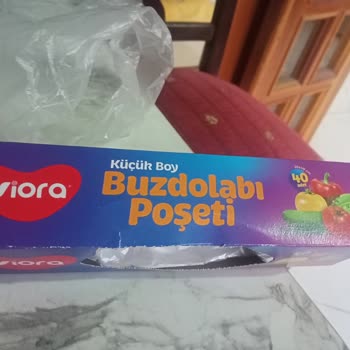 viora
Küçük Boy
Buzdolabı
Poşeti
40
viora